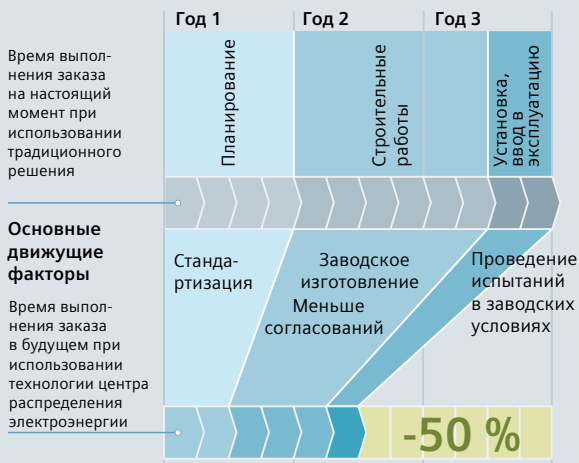 Год 1
Год 2
Год 3
Время выпол-
нения заказа
на настоящий
момент при
использовании
традиционного
решения
Планирование
Строительные
работы
Установка,
ввод в
эксплуатацию
Основные
движущие
факторы
Станда-
ртизация
Заводское
изготовление
Меньше
согласований
Проведение
испытаний
в заводских
условиях
Время выпол-
нения заказа
в будущем при
использовании
технологии центра
распределения
электроэнергии
-50 %